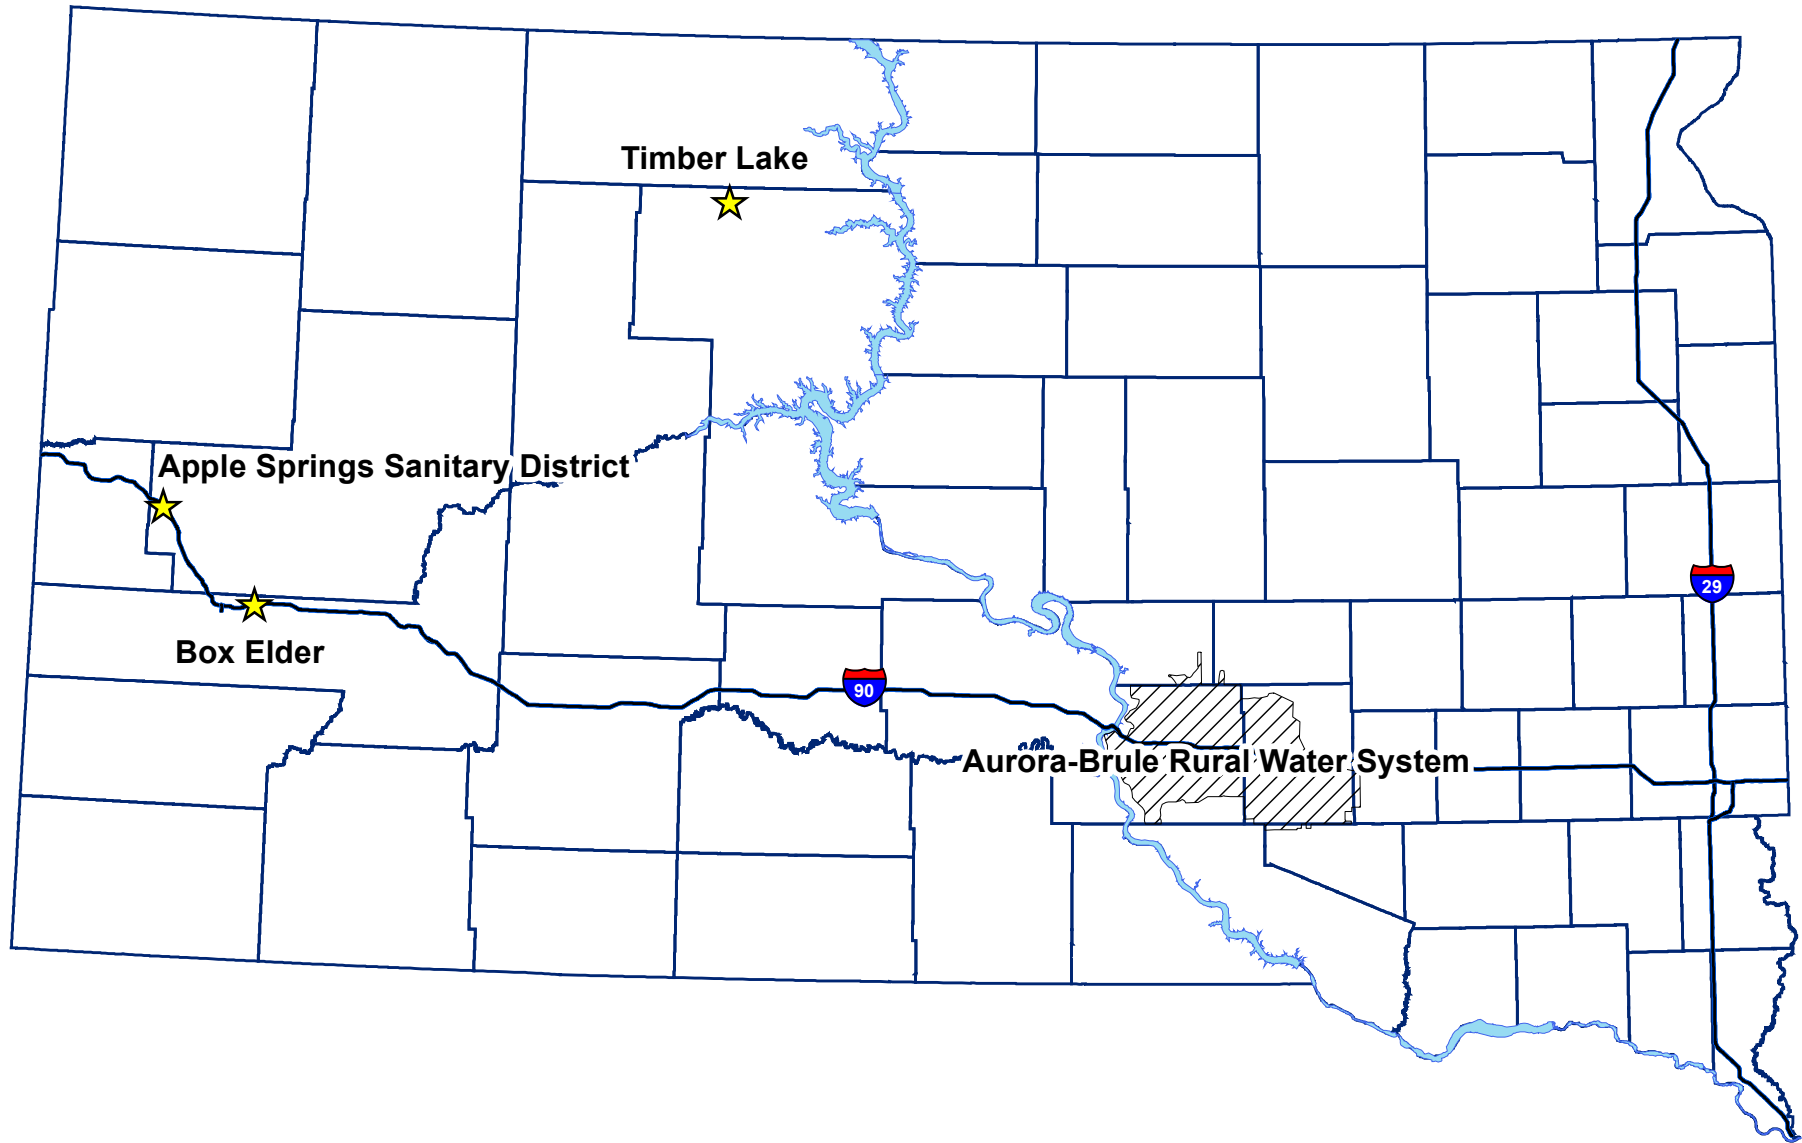 Timber Lake
Apple Springs Sanitary District
29
Box Elder
90
Aurora-Brule Rural Water System